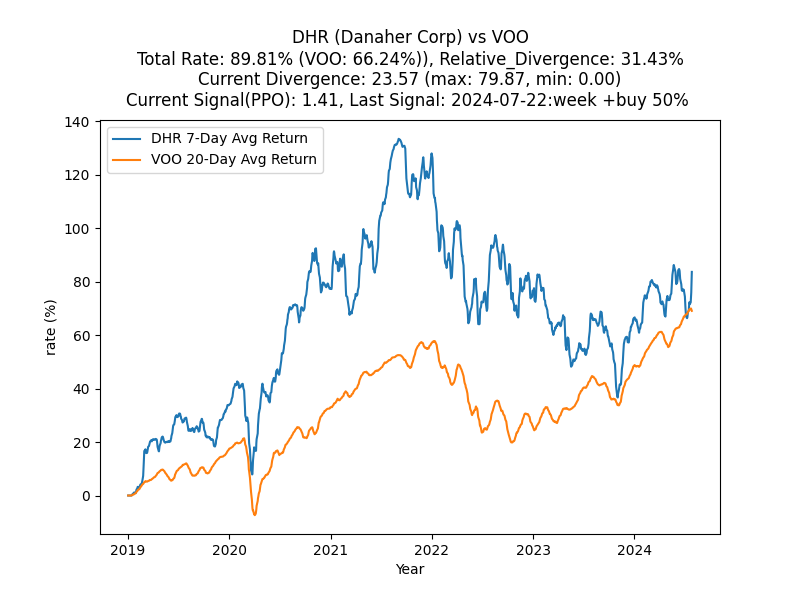 DHR (Danaher Corp) vs VOO
Total Rate: 89.81% (VOO: 66.24%)), Relative_Divergence: 31.43%
Current Divergence: 23.57 (max: 79.87, min: 0.00)
Current Signal(PPO): 1.41, Last Signal: 2024-07-22:week +buy 50%
DHR 7-Day Avg Return
VOO 20-Day Avg Return
140
120
100
80
60
40
20
0
rate (%)
2019
2020
2021
2022
2023
2024
Year